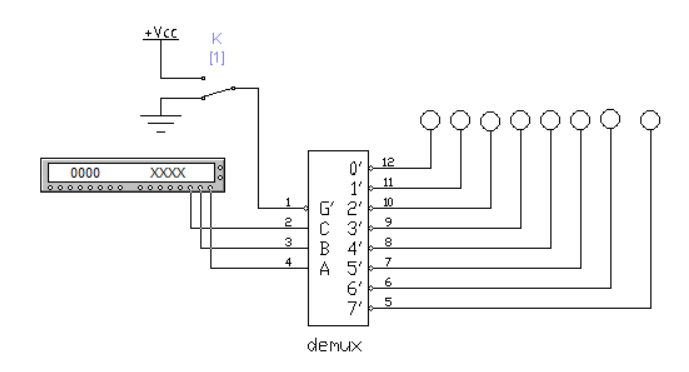 +Vcc
K
[1]
0000 XXXX
0' 12
1' 11
1 G' 2' 10
2 C 3' 9
3 B 4' 8
4 A 5' 7
6' 6
7' 5
demux